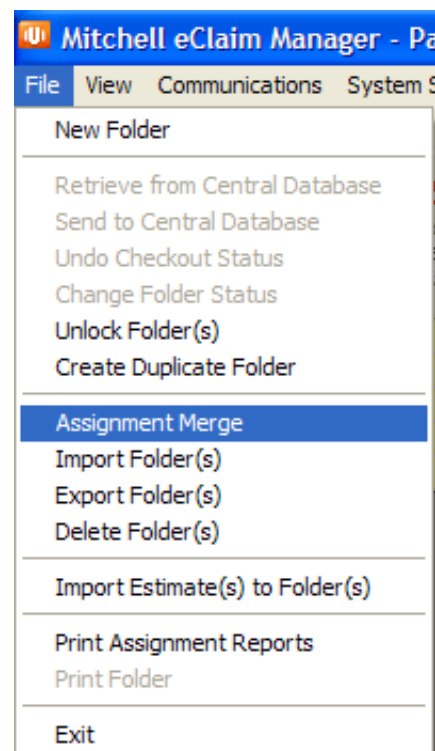 Mitchell eClaim Manager - Pa
File View Communications System S
New Folder
Retrieve from Central Database
Send to Central Database
Undo Checkout Status
Change Folder Status
Unlock Folder(s)
Create Duplicate Folder
Assignment Merge
Import Folder(s)
Export Folder(s)
Delete Folder(s)
Import Estimate(s) to Folder(s)
Print Assignment Reports
Print Folder
Exit